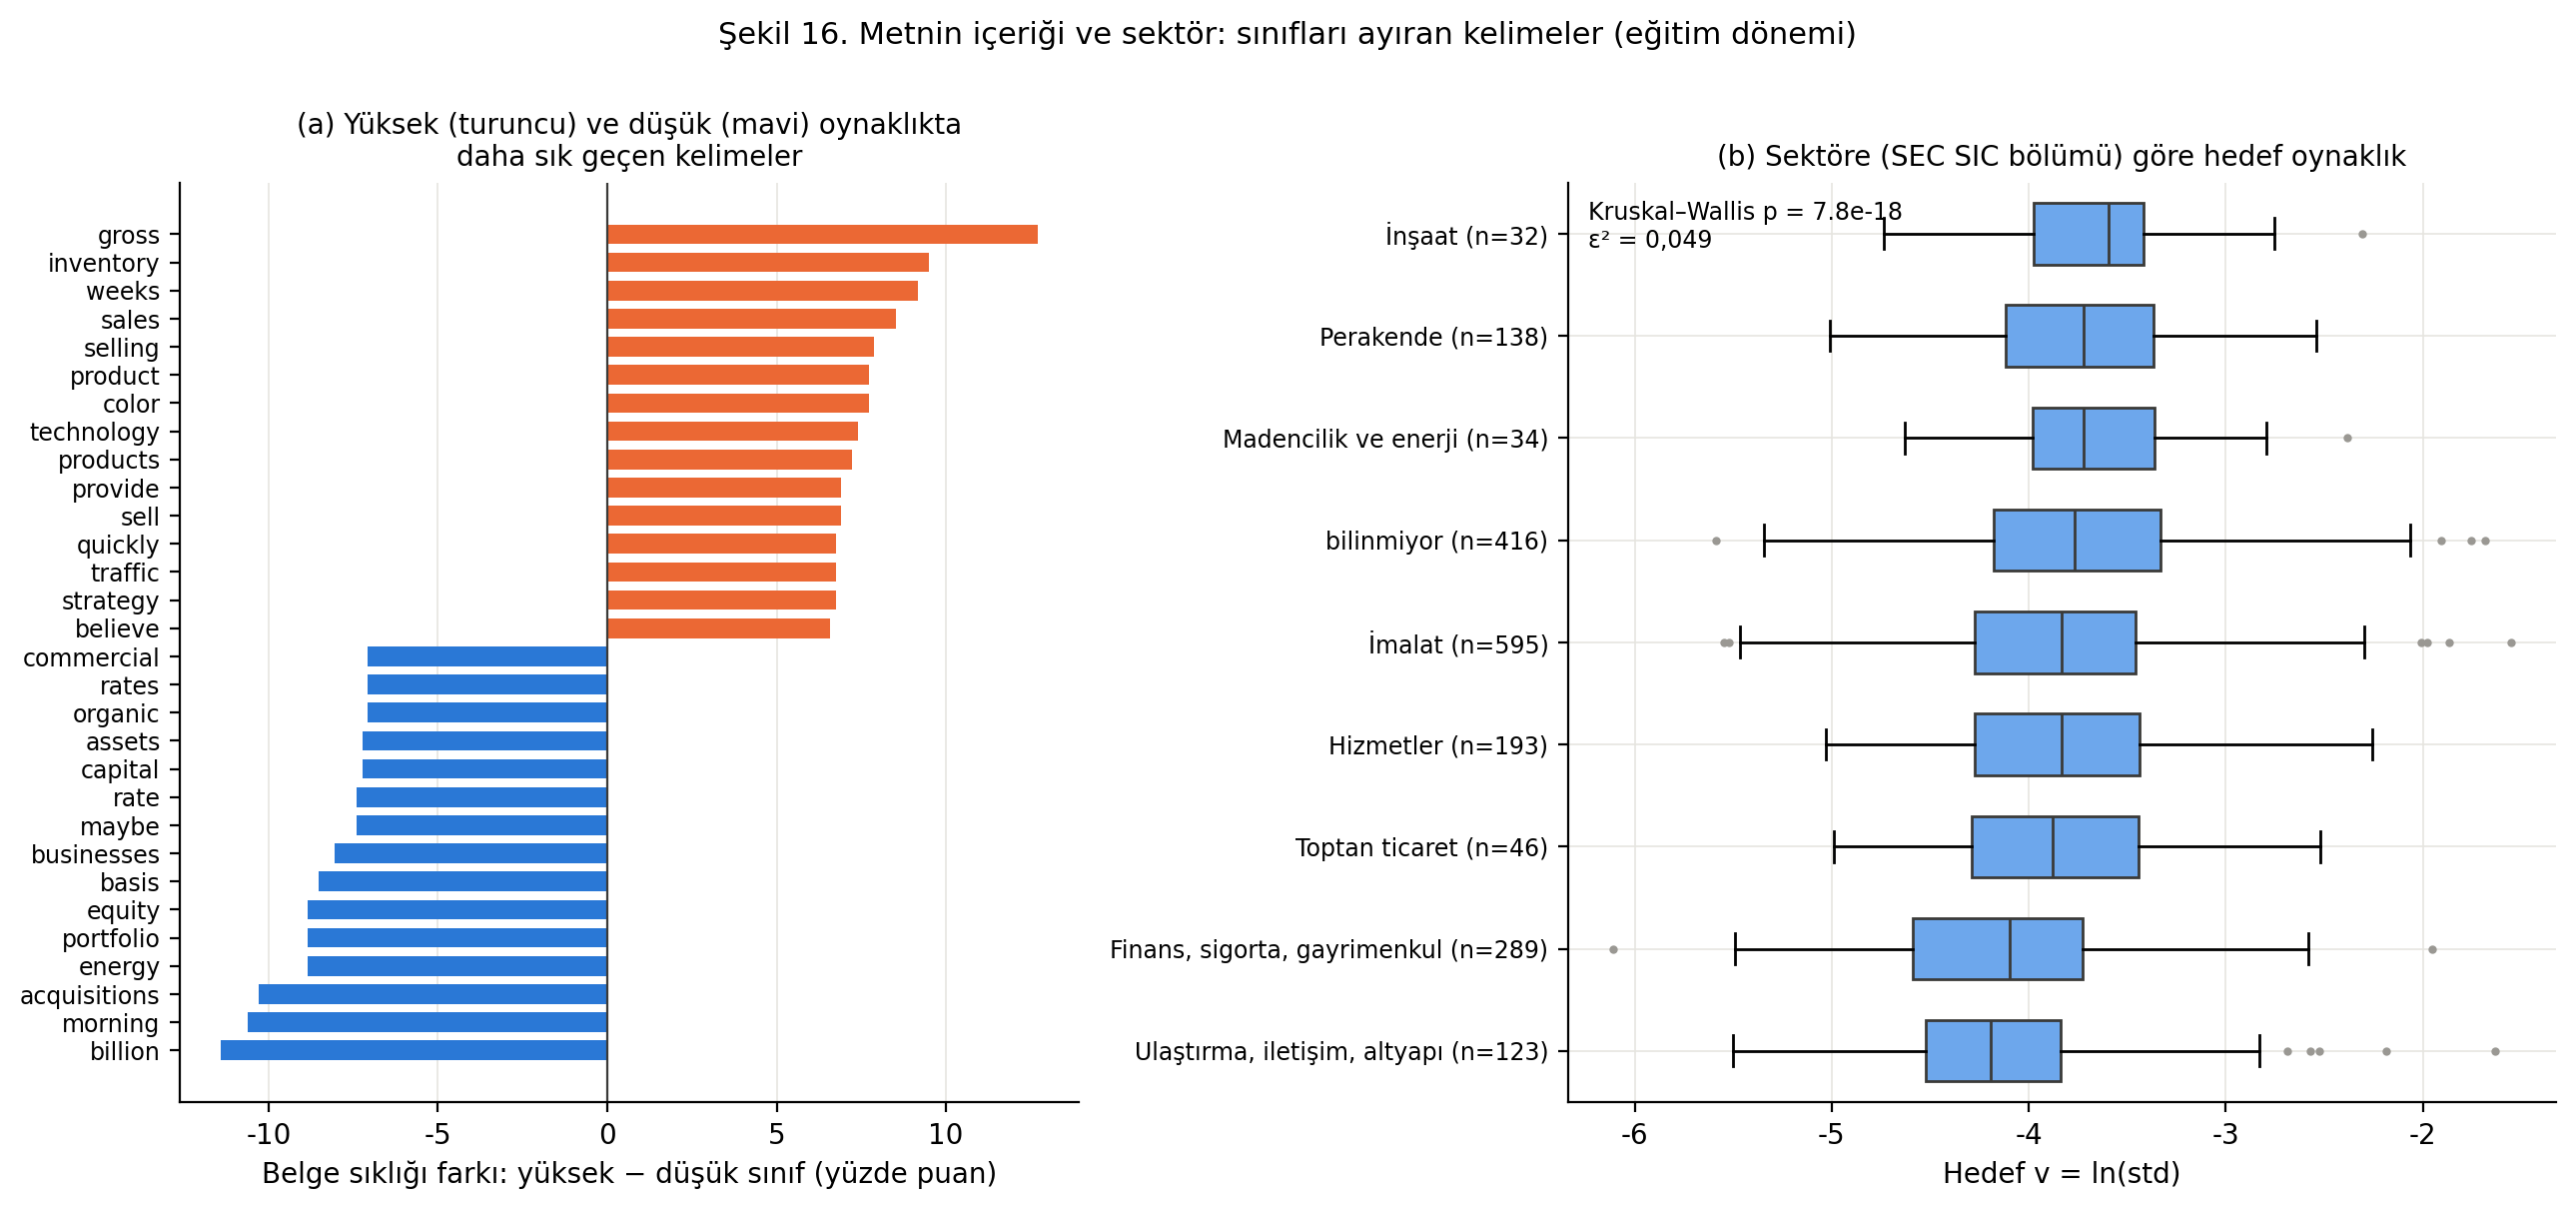 Şekil 16. Metnin içeriği ve sektör: sınıfları ayıran kelimeler (eğitim dönemi)
(a) Yüksek (turuncu) ve düşük (mavi) oynaklıkta
daha sık geçen kelimeler
gross
inventory
weeks
sales
selling
product
color
technology
products
provide
sell
quickly
traffic
strategy
believe
commercial
rates
organic
assets
capital
rate
maybe
businesses
basis
equity
portfolio
energy
acquisitions
morning
billion
-10 -5 0 5 10
Belge sıklığı farkı: yüksek − düşük sınıf (yüzde puan)
(b) Sektöre (SEC SIC bölümü) göre hedef oynaklık
Kruskal–Wallis p = 7.8e-18
ε² = 0,049
İnşaat (n=32)
Perakende (n=138)
Madencilik ve enerji (n=34)
bilinmiyor (n=416)
İmalat (n=595)
Hizmetler (n=193)
Toptan ticaret (n=46)
Finans, sigorta, gayrimenkul (n=289)
Ulaştırma, iletişim, altyapı (n=123)
-6 -5 -4 -3 -2
Hedef v = ln(std)